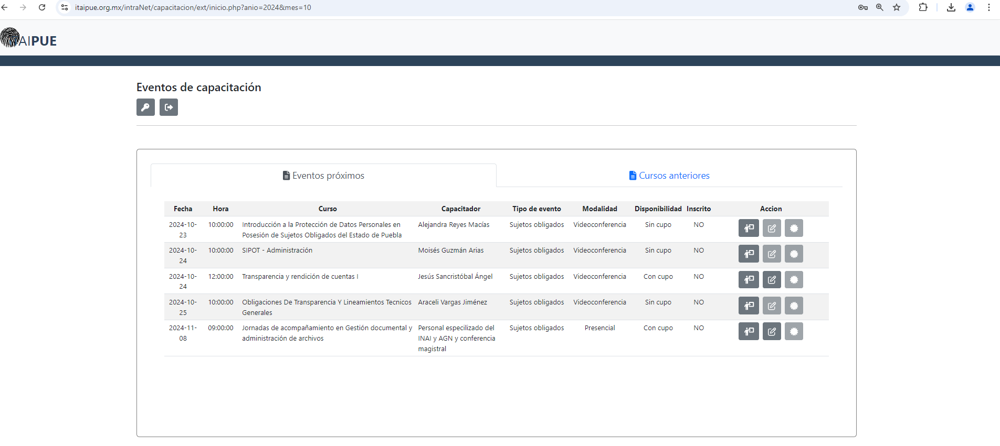 itaipue.org.mx/intraNet/capacitacion/ext/inicio.php?anio=2024&mes=10
ITAIPUE
Eventos de capacitación
Eventos próximos
Cursos anteriores
Fecha Hora Curso Capacitador Tipo de evento Modalidad Disponibilidad Inscrito Accion
2024-10- 10:00:00 Introducción a la Protección de Datos Personales en Alejandra Reyes Macías Sujetos obligados Videoconferencia Sin cupo NO
23 Posesión de Sujetos Obligados del Estado de Puebla
2024-10- 10:00:00 SIPOT - Administración Moisés Guzmán Arias Sujetos obligados Videoconferencia Sin cupo NO
24
2024-10- 12:00:00 Transparencia y rendición de cuentas I Jesús Sancristóbal Ángel Sujetos obligados Videoconferencia Con cupo NO
24
2024-10- 10:00:00 Obligaciones De Transparencia Y Lineamientos Tecnicos Araceli Vargas Jiménez Sujetos obligados Videoconferencia Sin cupo NO
25 Generales
2024-11- 09:00:00 Jornadas de acompañamiento en Gestión documental y Personal especilizado del Sujetos obligados Presencial Con cupo NO
08 administración de archivos INAI y AGN y conferencia
magistral